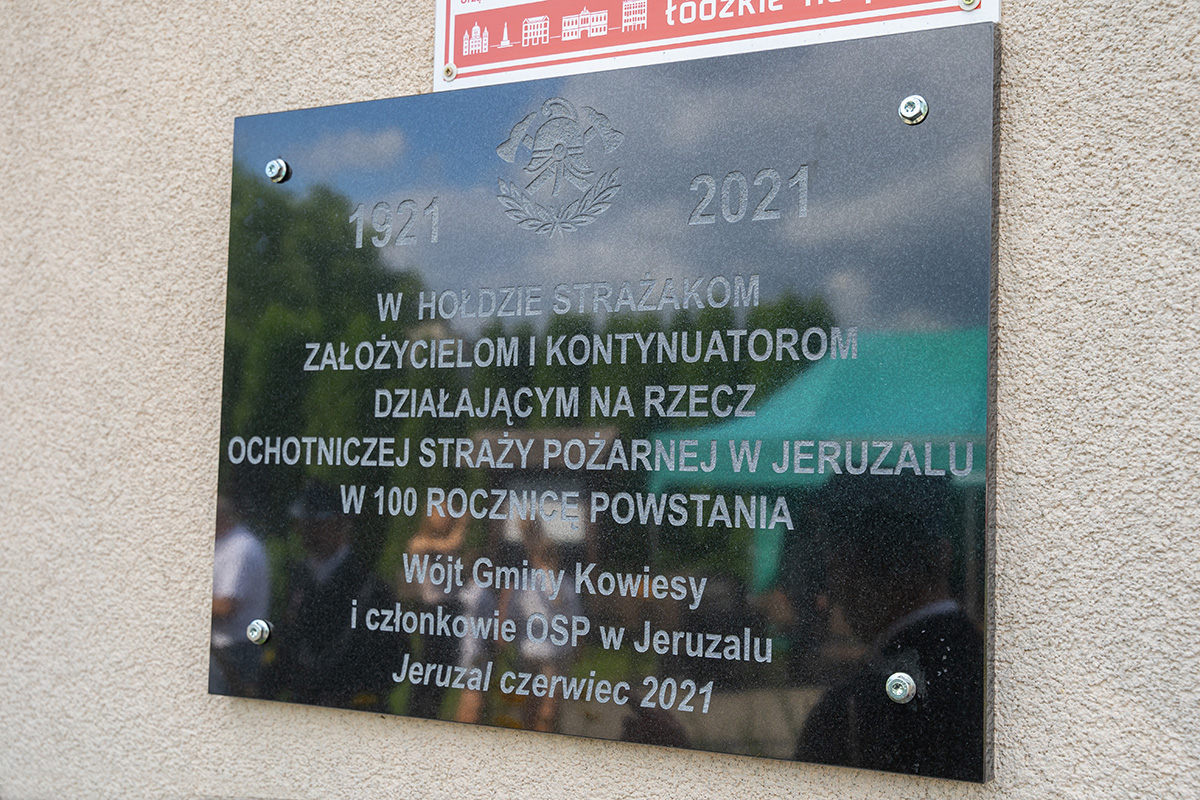 Łódzkie
1921 2021
W HOŁDZIE STRAŻAKOM
ZAŁOŻYCIELOM I KONTYNUATOROM
DZIAŁAJĄCYM NA RZECZ
OCHOTNICZEJ STRAŻY POŻARNEJ W JERUZALU
W 100 ROCZNICĘ POWSTANIA
Wójt Gminy Kowiesy
i członkowie OSP w Jeruzalu
Jeruzal czerwiec 2021